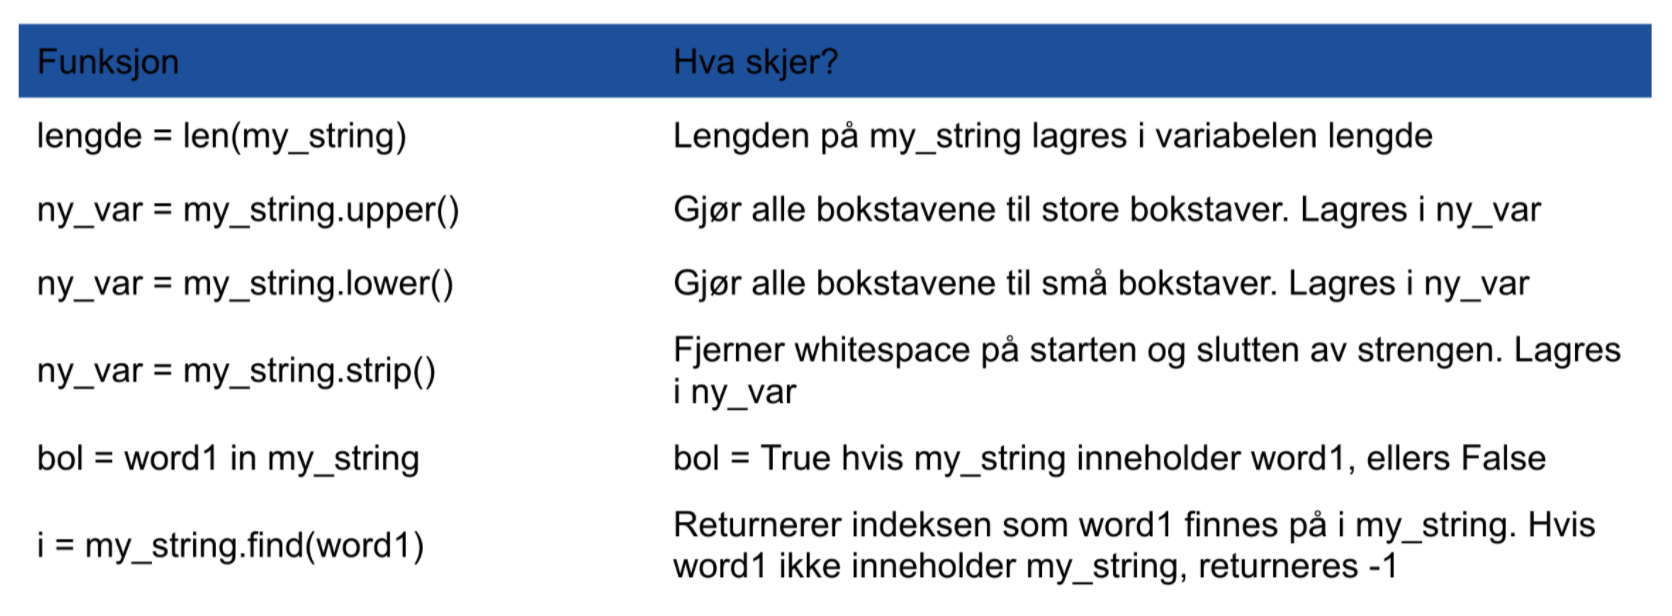 Funksjon Hva skjer?
lengde = len(my_string) Lengden på my_string lagres i variabelen lengde
ny_var = my_string.upper() Gjør alle bokstavene til store bokstaver. Lagres i ny_var
ny_var = my_string.lower() Gjør alle bokstavene til små bokstaver. Lagres i ny_var
ny_var = my_string.strip() Fjerner whitespace på starten og slutten av strengen. Lagres
i ny_var
bol = word1 in my_string bol = True hvis my_string inneholder word1, ellers False
i = my_string.find(word1) Returnerer indeksen som word1 finnes på i my_string. Hvis
word1 ikke inneholder my_string, returneres -1